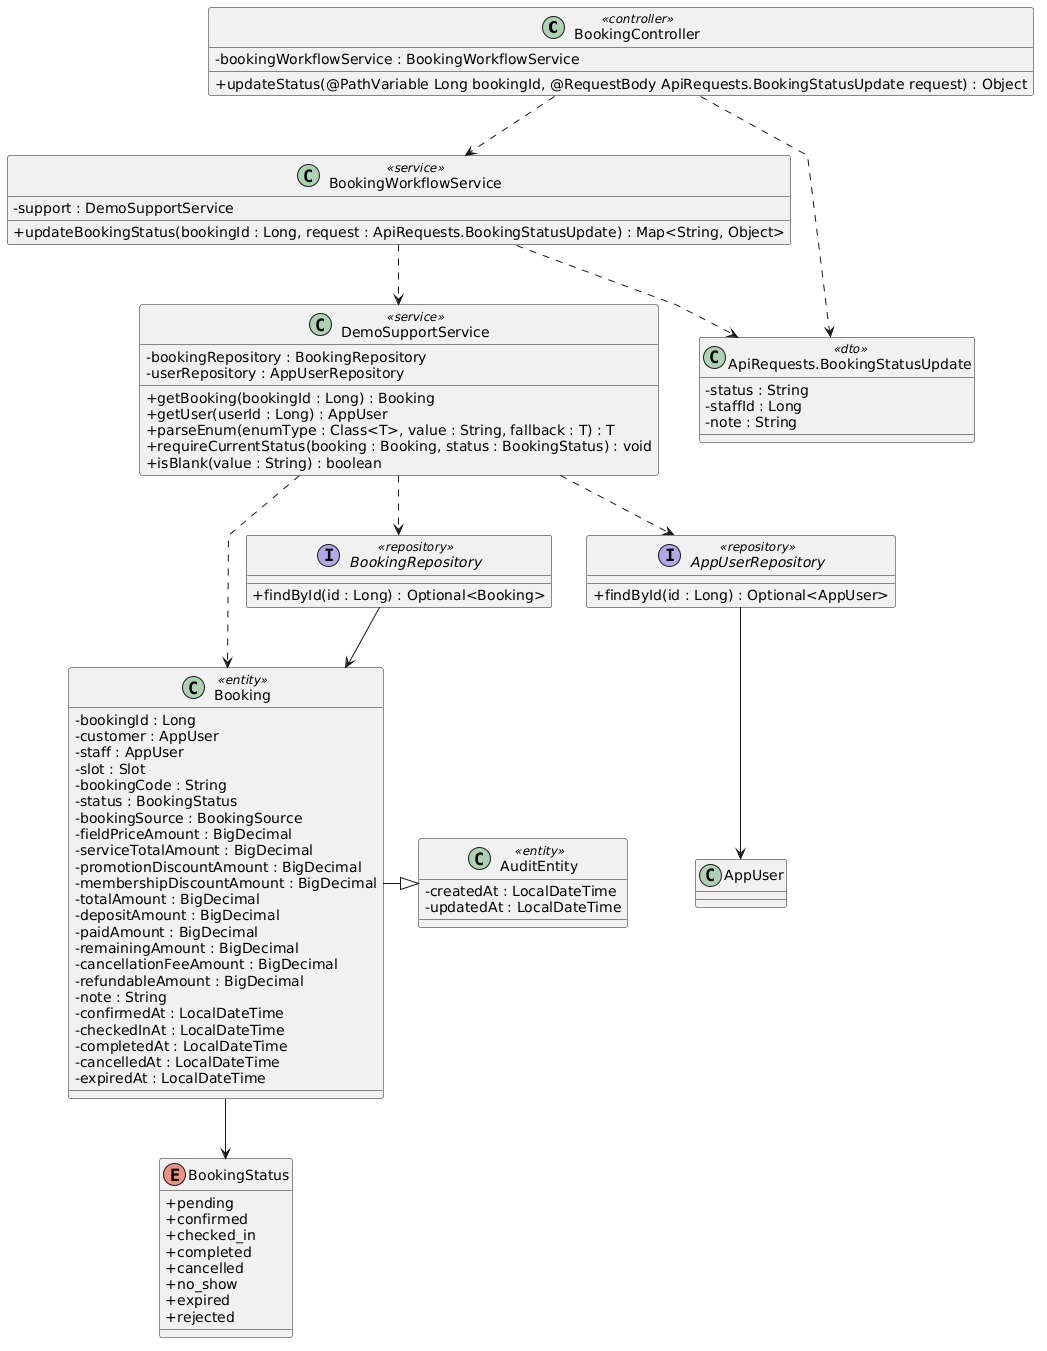 C
«controller»
BookingController
-bookingWorkflowService : BookingWorkflowService
+updateStatus(@PathVariable Long bookingId, @RequestBody ApiRequests.BookingStatusUpdate request) : Object
C
«service»
BookingWorkflowService
-support : DemoSupportService
+updateBookingStatus(bookingId : Long, request : ApiRequests.BookingStatusUpdate) : Map<String, Object>
C
«service»
DemoSupportService
-bookingRepository : BookingRepository
-userRepository : AppUserRepository
+getBooking(bookingId : Long) : Booking
+getUser(userId : Long) : AppUser
+parseEnum(enumType : Class<T>, value : String, fallback : T) : T
+requireCurrentStatus(booking : Booking, status : BookingStatus) : void
+isBlank(value : String) : boolean
C
«dto»
ApiRequests.BookingStatusUpdate
-status : String
-staffId : Long
-note : String
I
«repository»
BookingRepository
+findById(id : Long) : Optional<Booking>
I
«repository»
AppUserRepository
+findById(id : Long) : Optional<AppUser>
C
«entity»
Booking
-bookingId : Long
-customer : AppUser
-staff : AppUser
-slot : Slot
-bookingCode : String
-status : BookingStatus
-bookingSource : BookingSource
-fieldPriceAmount : BigDecimal
-serviceTotalAmount : BigDecimal
-promotionDiscountAmount : BigDecimal
-membershipDiscountAmount : BigDecimal
-totalAmount : BigDecimal
-depositAmount : BigDecimal
-paidAmount : BigDecimal
-remainingAmount : BigDecimal
-cancellationFeeAmount : BigDecimal
-refundableAmount : BigDecimal
-note : String
-confirmedAt : LocalDateTime
-checkedInAt : LocalDateTime
-completedAt : LocalDateTime
-cancelledAt : LocalDateTime
-expiredAt : LocalDateTime
C
«entity»
AuditEntity
-createdAt : LocalDateTime
-updatedAt : LocalDateTime
C
AppUser
E
BookingStatus
+pending
+confirmed
+checked_in
+completed
+cancelled
+no_show
+expired
+rejected